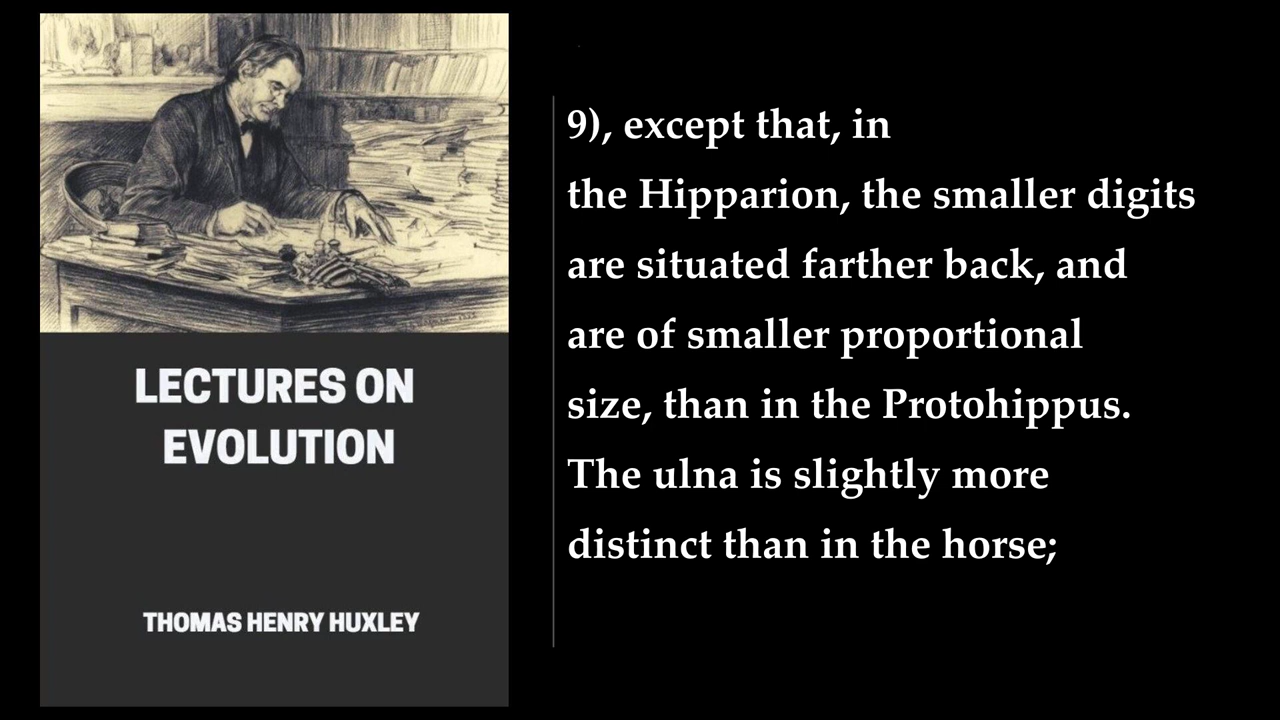 LECTURES ON
EVOLUTION
THOMAS HENRY HUXLEY
9), except that, in
the Hipparion, the smaller digits
are situated farther back, and
are of smaller proportional
size, than in the Protohippus.
The ulna is slightly more
distinct than in the horse;